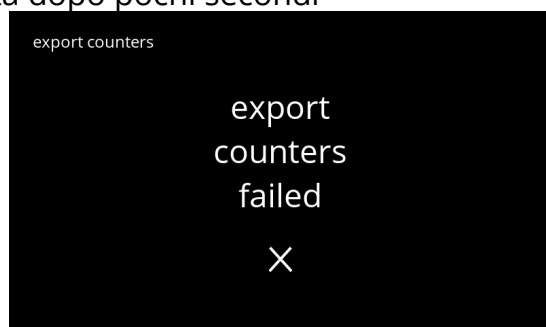 dopo pochi secondi
export counters
export
counters
failed